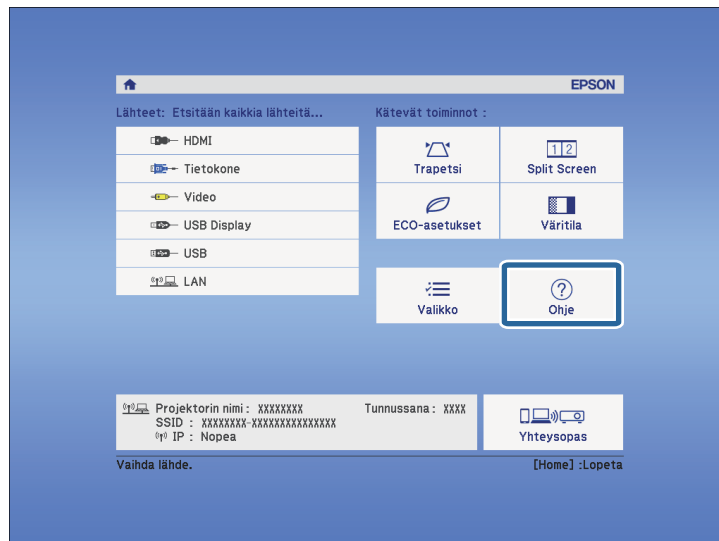 EPSON
Lähteet: Etsitään kaikkia lähteitä...
Kätevät toiminnot :
HDMI
Tietokone
Video
USB Display
USB
LAN
Trapetsi
1 2
Split Screen
ECO-asetukset
Väritila
Valikko
?
Ohje
Projektorin nimi : XXXXXXXX
Tunnussana : XXXX
SSID : XXXXXXXX-XXXXXXXXXXXXXXX
IP : Nopea
Yhteysopas
Vaihda lähde.
[Home] :Lopeta